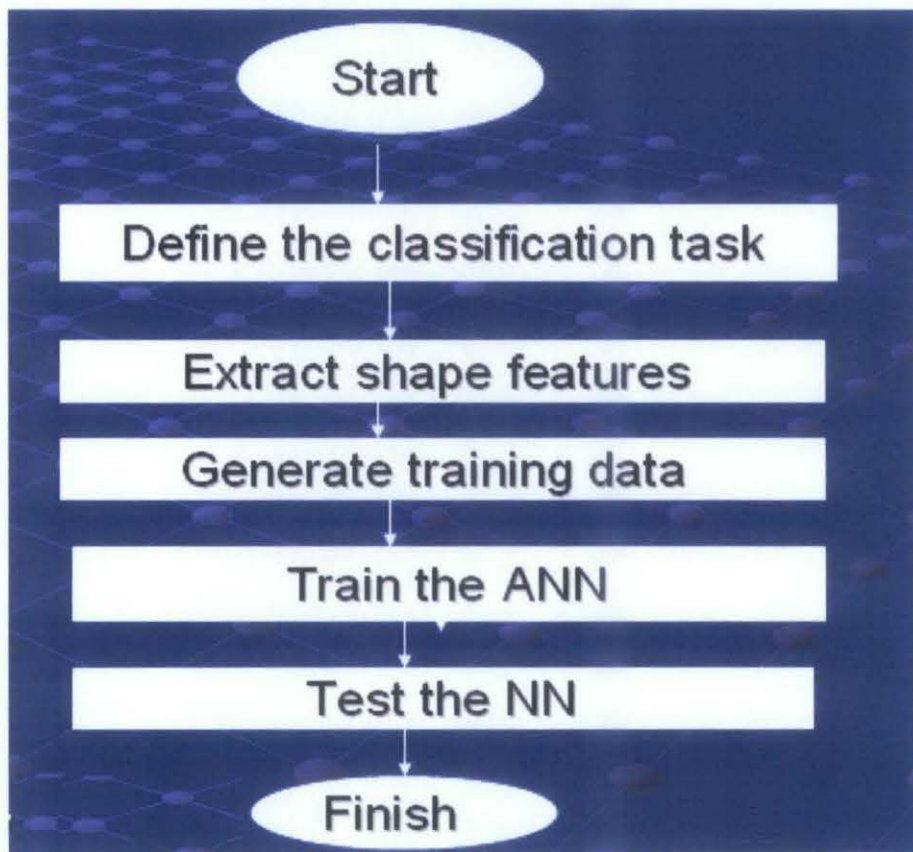 Start
Define the classification task
Extract shape features
Generate training data
Train the ANN
Test the NN
Finish